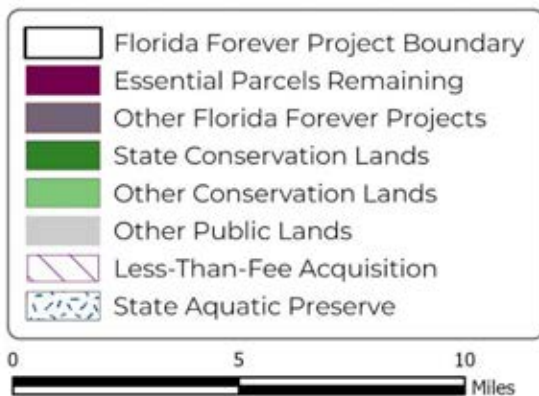 Florida Forever Project Boundary
Essential Parcels Remaining
Other Florida Forever Projects
State Conservation Lands
Other Conservation Lands
Other Public Lands
Less-Than-Fee Acquisition
State Aquatic Preserve
0 5 10
Miles